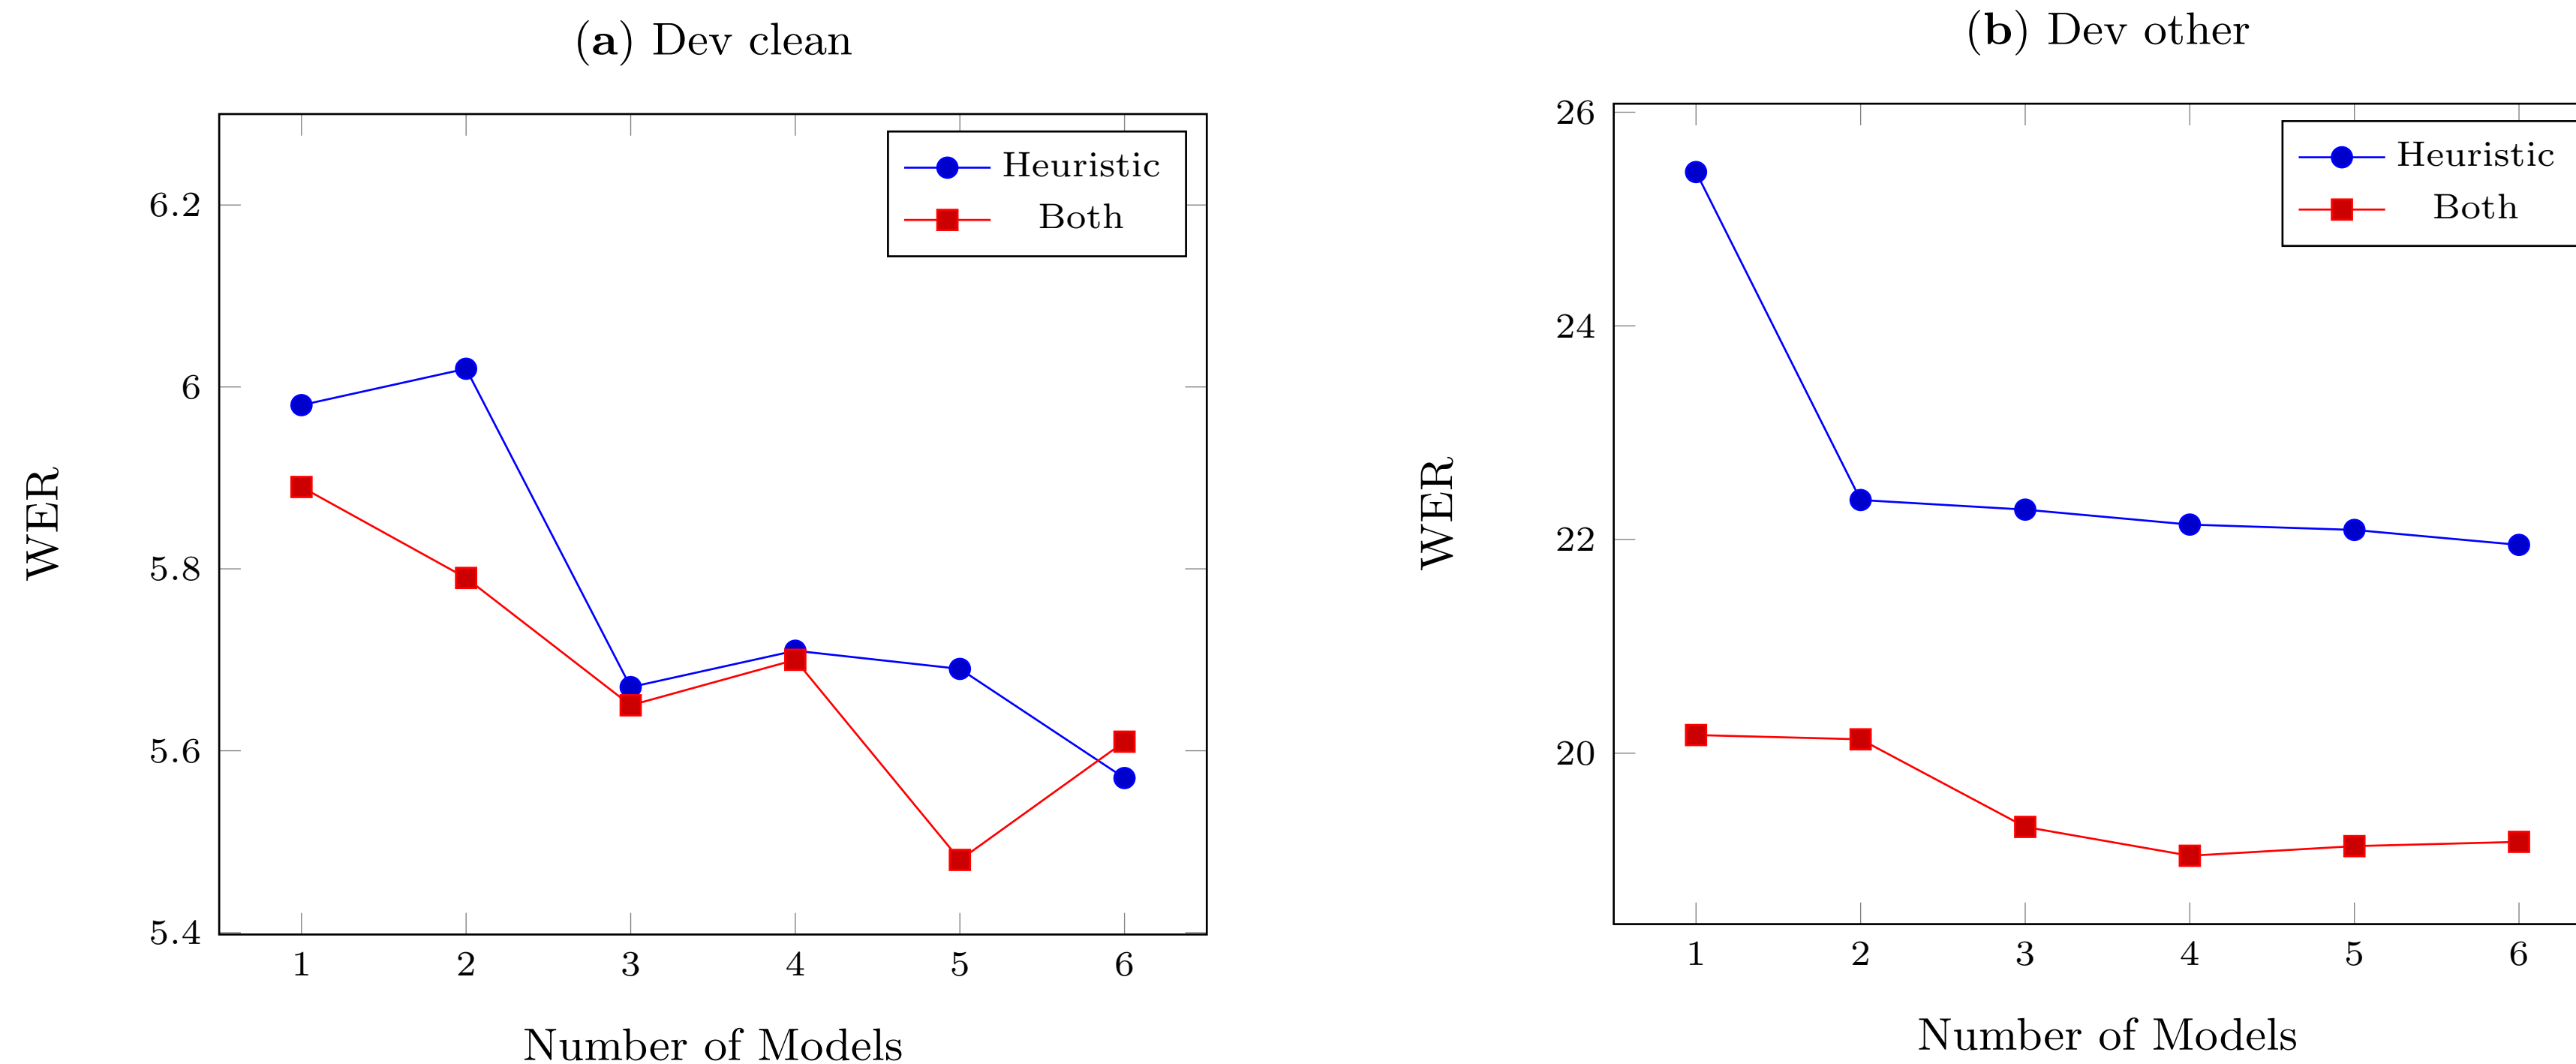 (a) Dev clean
Heuristic
Both
6.2
6
5.8
5.6
5.4
WER
1 2 3 4 5 6
Number of Models
(b) Dev other
Heuristic
Both
26
24
22
20
WER
1 2 3 4 5 6
Number of Models